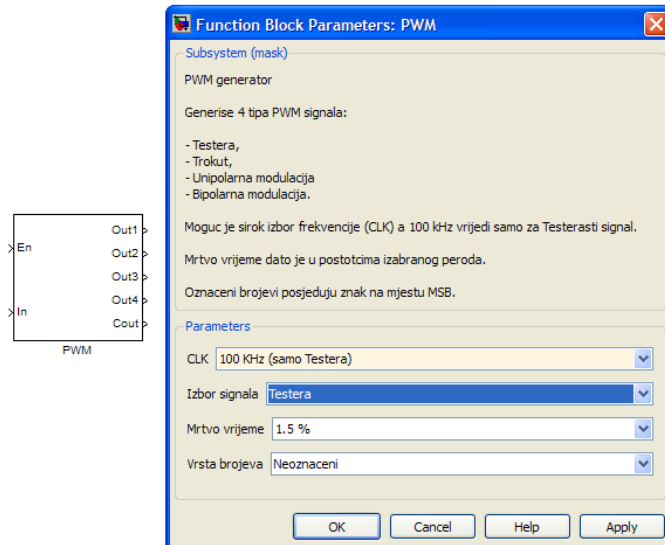 Function Block Parameters: PWM
Subsystem (mask)
PWM generator
Generise 4 tipa PWM signala:
- Testera,
- Trokut,
- Unipolarna modulacija
- Bipolarna modulacija.
Moguc je sirok izbor frekvencije (CLK) a 100 kHz vrijedi samo za Testerasti signal.
Mrtvo vrijeme dato je u postotcima izabranog peroda.
Oznaceni brojevi posjeduju znak na mjestu MSB.
Parameters
CLK 100 KHz (samo Testera)
Izbor signala Testera
Mrtvo vrijeme 1.5 %
Vrsta brojeva Neoznaceni
OK Cancel Help Apply
En
In
Out1
Out2
Out3
Out4
Cout
PWM